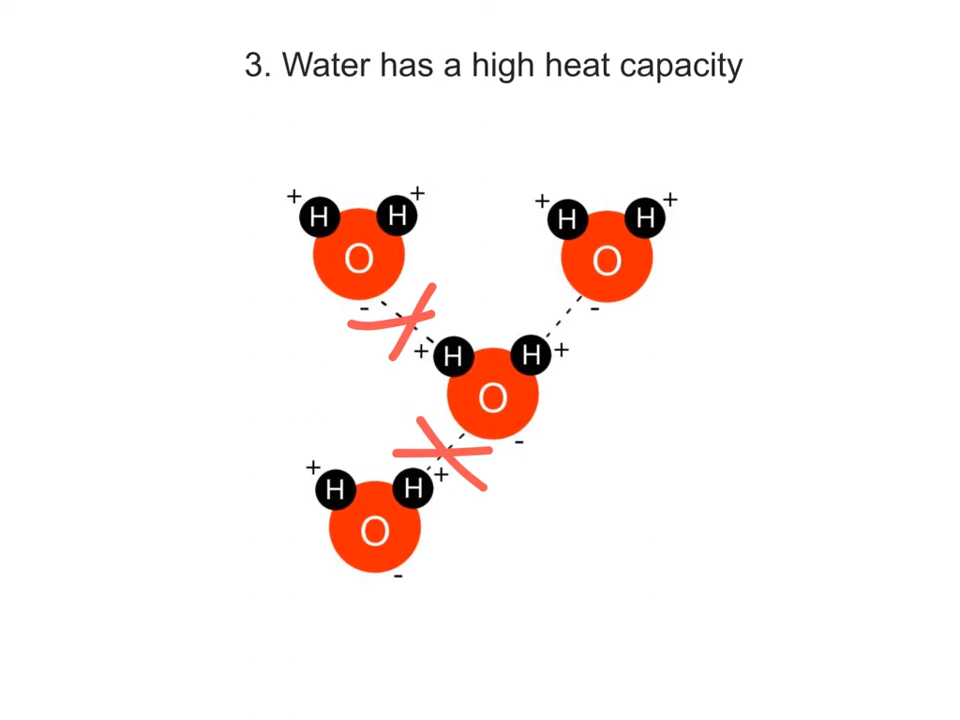 3. Water has a high heat capacity
+ H H + + H H +
O O
- -
+ H H +
O
-
+ H H +
O
-